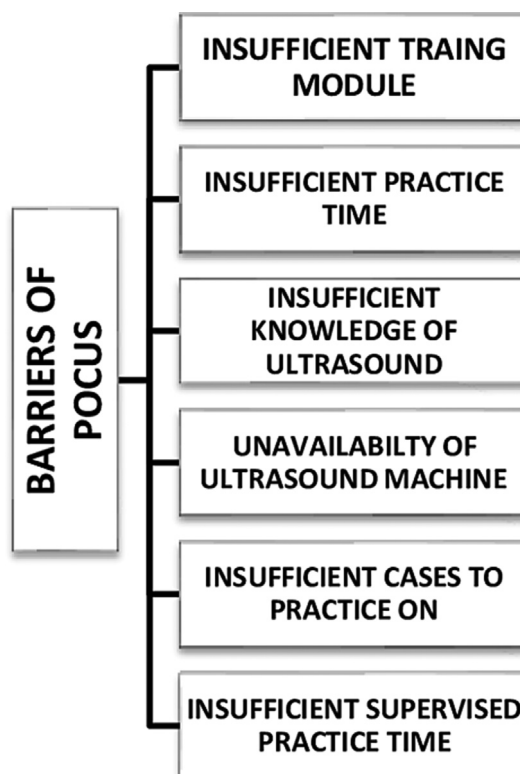 BARRIERS OF
POCUS
INSUFFICIENT TRAING
MODULE
INSUFFICIENT PRACTICE
TIME
INSUFFICIENT
KNOWLEDGE OF
ULTRASOUND
UNAVAILABILTY OF
ULTRASOUND MACHINE
INSUFFICIENT CASES TO
PRACTICE ON
INSUFFICIENT SUPERVISED
PRACTICE TIME